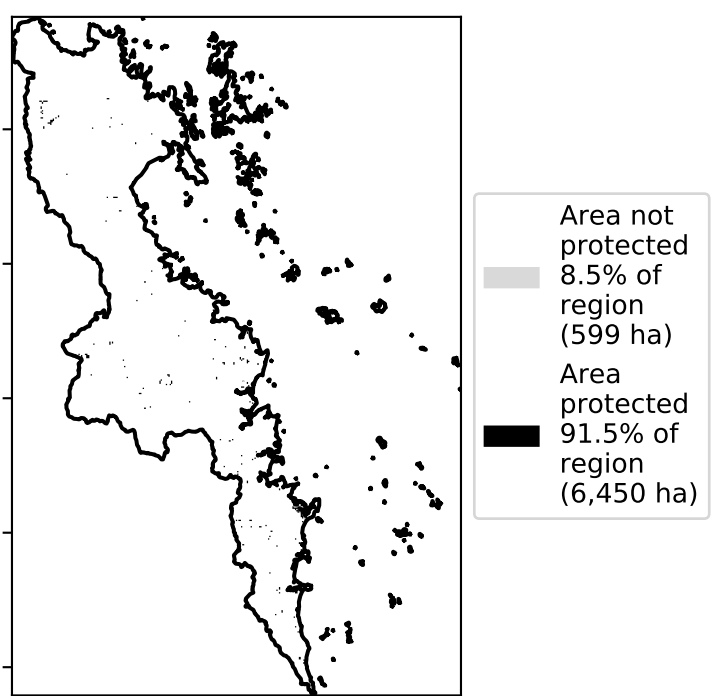 Area not
protected
8.5% of
region
(599 ha)
Area
protected
91.5% of
region
(6,450 ha)